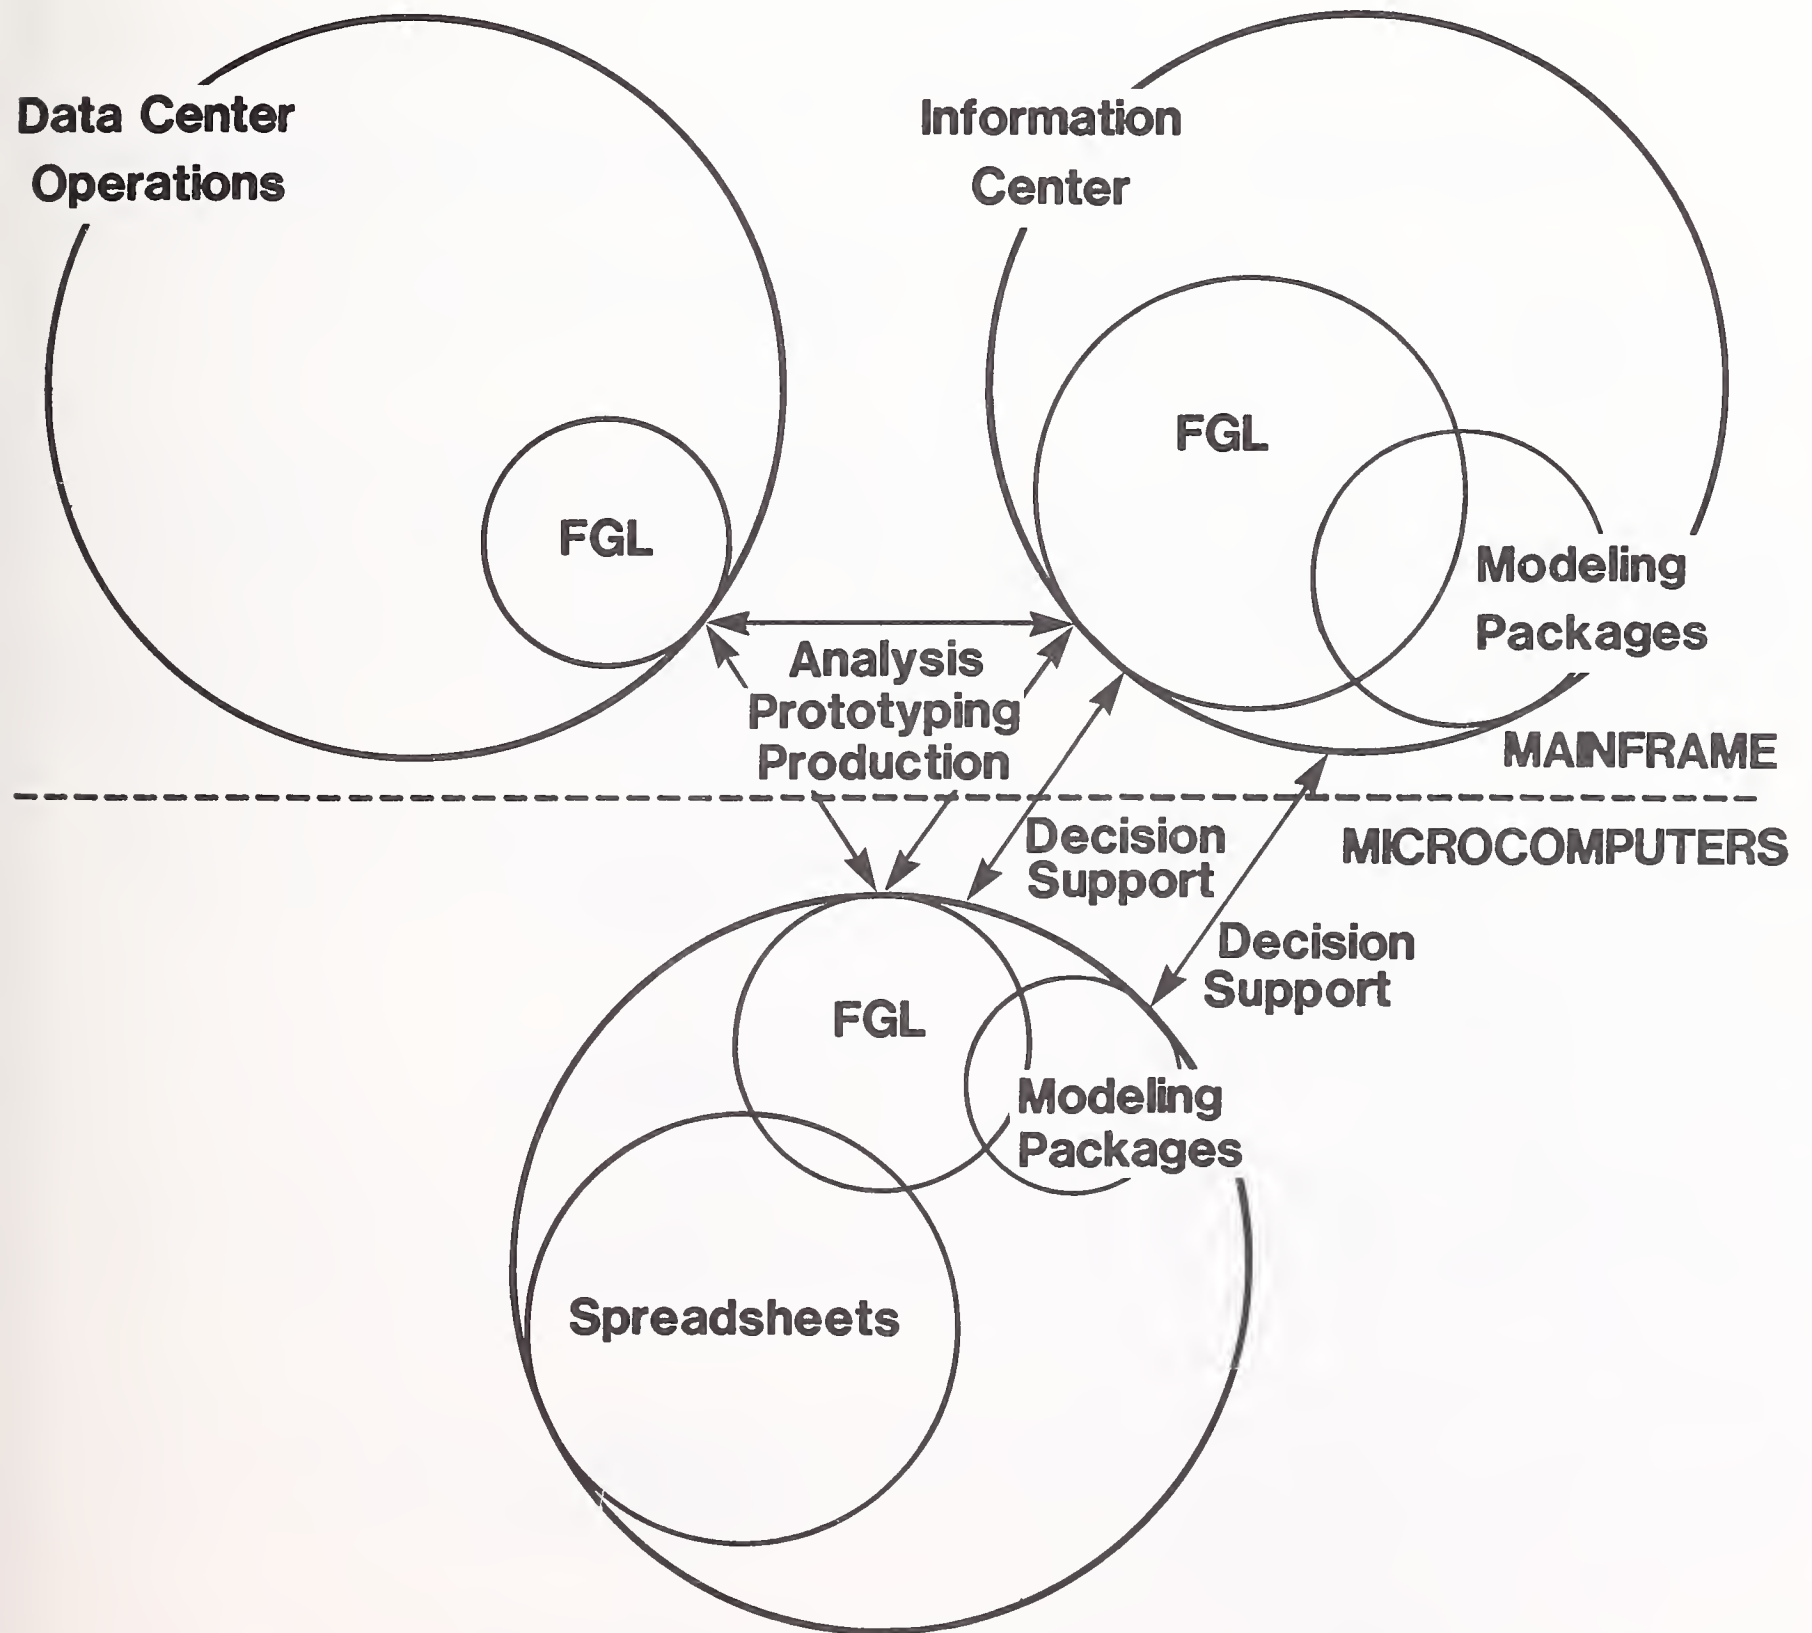 Data Center
Operations
Information
Center
FGL
FGL
Modeling
Packages
Analysis
Prototyping
Production
MAINFRAME
MICROCOMPUTERS
Decision
Support
Decision
Support
FGL
Modeling
Packages
Spreadsheets